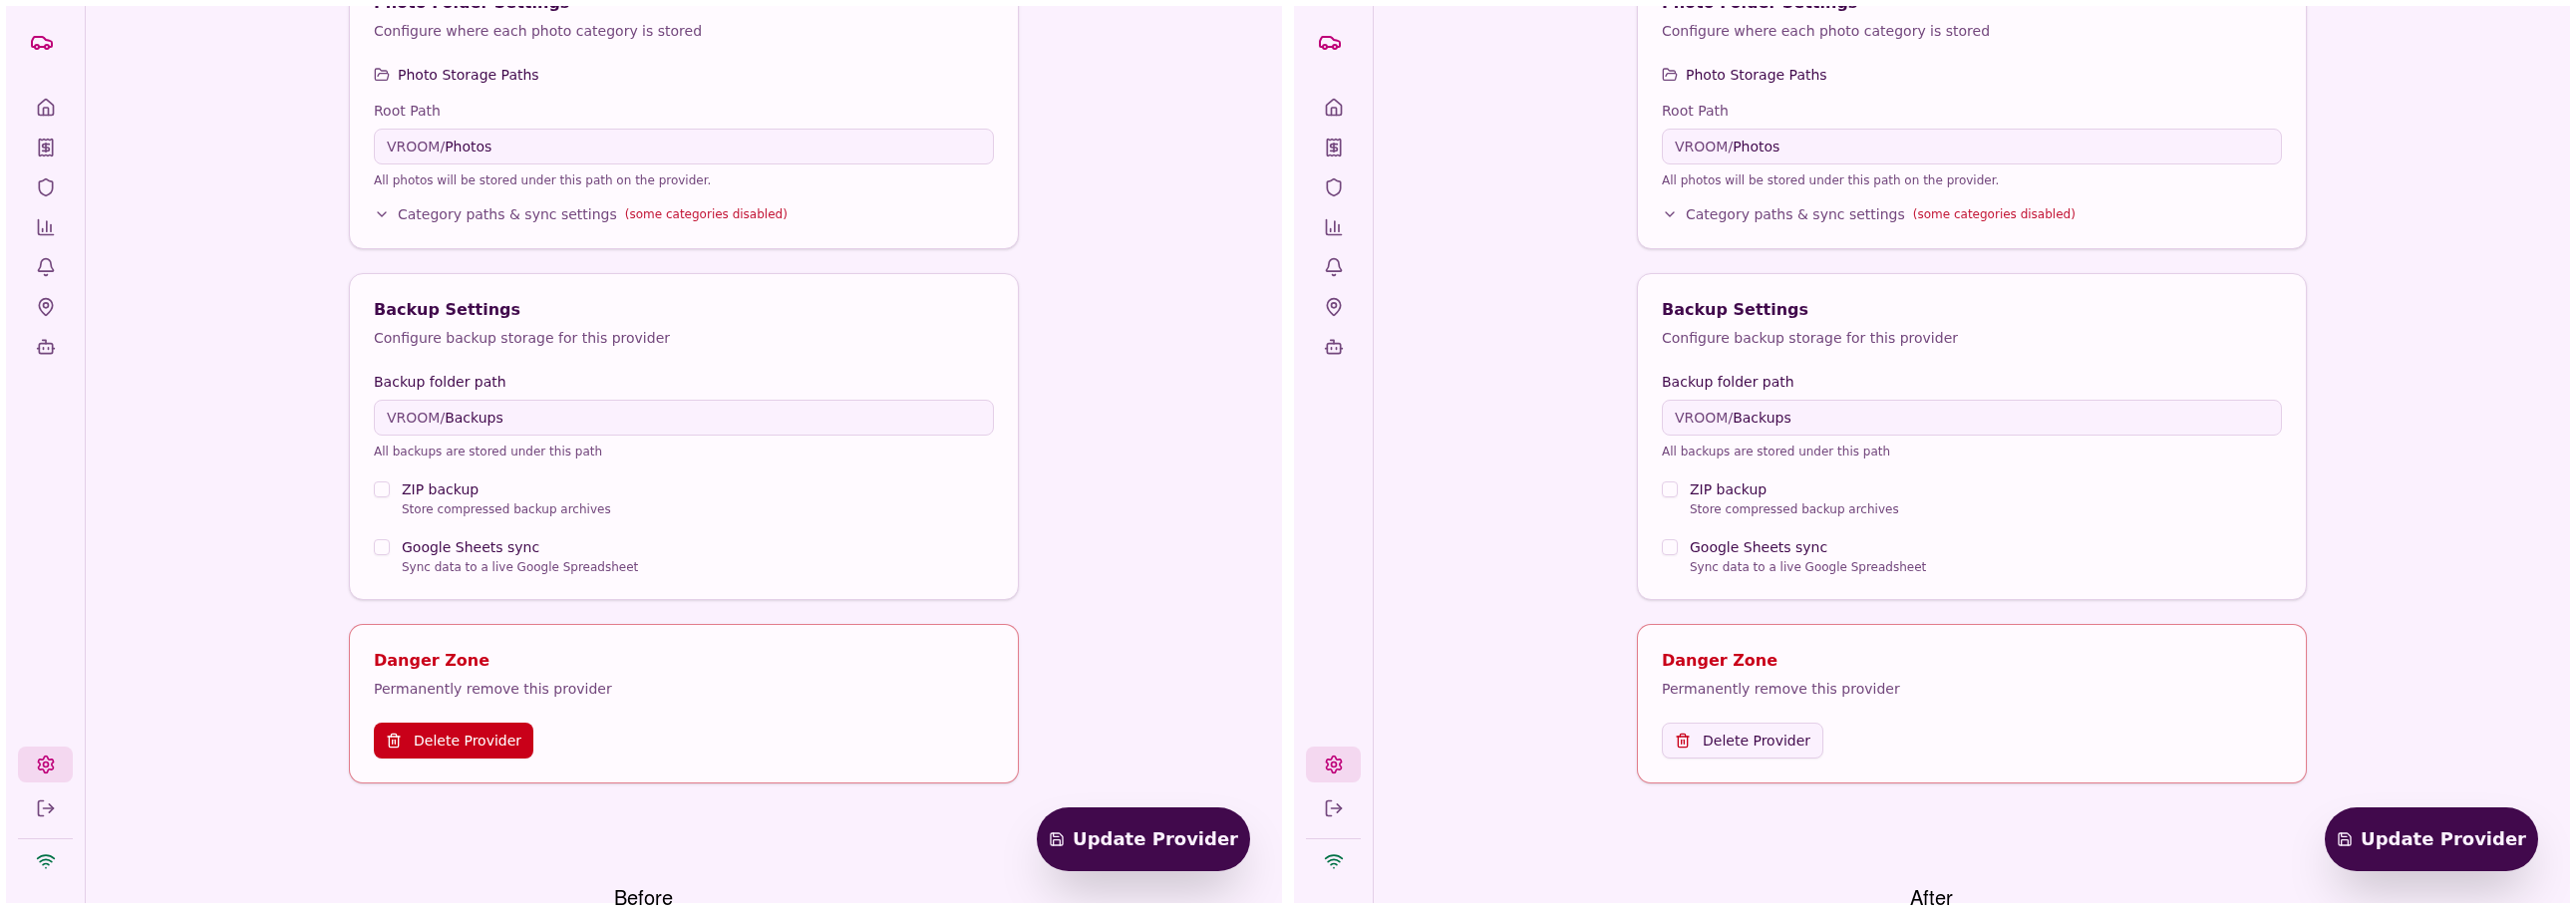 Photo Folder Settings
Configure where each photo category is stored
Photo Storage Paths
Root Path
VROOM/Photos
All photos will be stored under this path on the provider.
Category paths & sync settings (some categories disabled)
Backup Settings
Configure backup storage for this provider
Backup folder path
VROOM/Backups
All backups are stored under this path
ZIP backup
Store compressed backup archives
Google Sheets sync
Sync data to a live Google Spreadsheet
Danger Zone
Permanently remove this provider
Delete Provider
Update Provider
Before
Photo Folder Settings
Configure where each photo category is stored
Photo Storage Paths
Root Path
VROOM/Photos
All photos will be stored under this path on the provider.
Category paths & sync settings (some categories disabled)
Backup Settings
Configure backup storage for this provider
Backup folder path
VROOM/Backups
All backups are stored under this path
ZIP backup
Store compressed backup archives
Google Sheets sync
Sync data to a live Google Spreadsheet
Danger Zone
Permanently remove this provider
Delete Provider
Update Provider
After